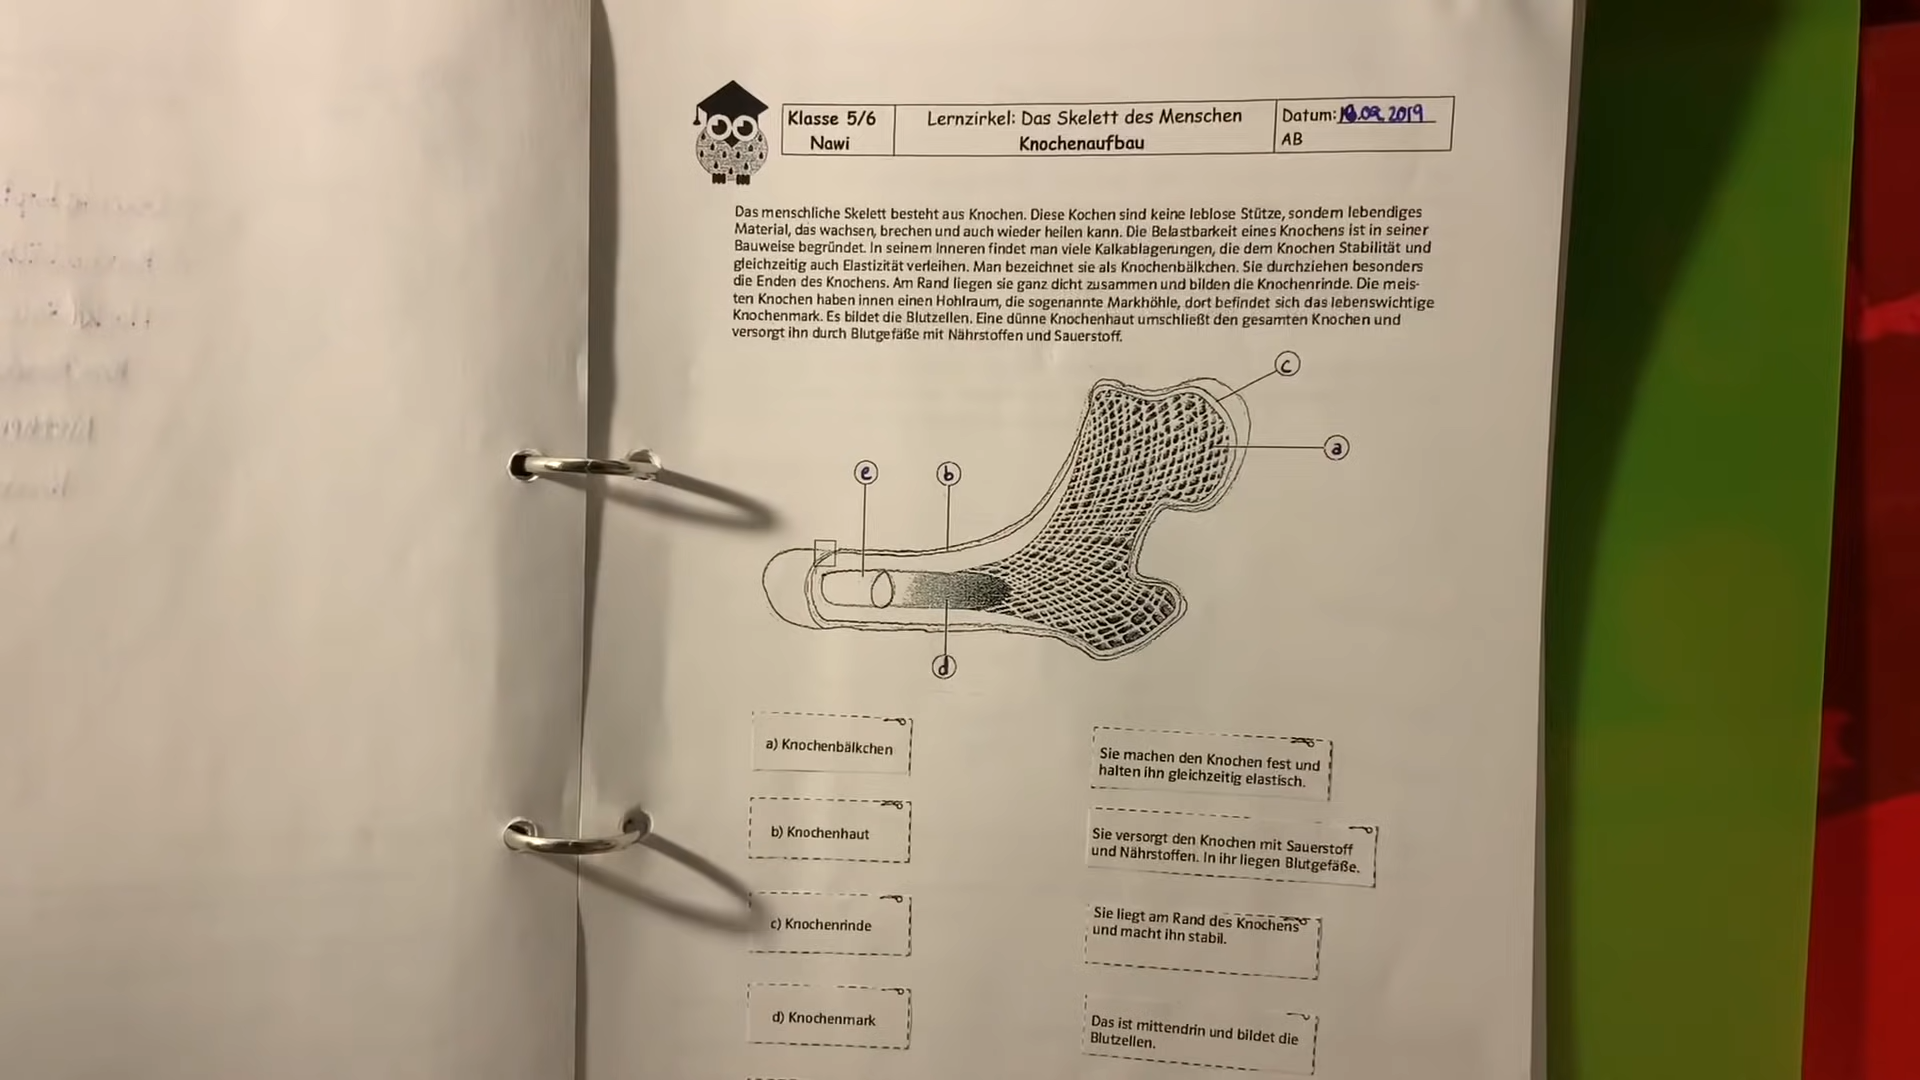 Klasse 5/6
Nawi
Lernzirkel: Das Skelett des Menschen
Knochenaufbau
Datum: 18.09.2019
AB
Das menschliche Skelett besteht aus Knochen. Diese Kochen sind keine leblose Stütze, sondern lebendiges
Material, das wachsen, brechen und auch wieder heilen kann. Die Belastbarkeit eines Knochens ist in seiner
Bauweise begründet. In seinem Inneren findet man viele Kalkablagerungen, die dem Knochen Stabilität und
gleichzeitig auch Elastizität verleihen. Man bezeichnet sie als Knochenbälkchen. Sie durchziehen besonders
die Enden des Knochens. Am Rand liegen sie ganz dicht zusammen und bilden die Knochenrinde. Die meis-
ten Knochen haben innen einen Hohlraum, die sogenannte Markhöhle, dort befindet sich das lebenswichtige
Knochenmark. Es bildet die Blutzellen. Eine dünne Knochenhaut umschließt den gesamten Knochen und
versorgt ihn durch Blutgefäße mit Nährstoffen und Sauerstoff.
c
a
e
b
d
a) Knochenbälkchen
Sie machen den Knochen fest und
halten ihn gleichzeitig elastisch.
b) Knochenhaut
Sie versorgt den Knochen mit Sauerstoff
und Nährstoffen. In ihr liegen Blutgefäße.
c) Knochenrinde
Sie liegt am Rand des Knochens
und macht ihn stabil.
d) Knochenmark
Das ist mittendrin und bildet die
Blutzellen.